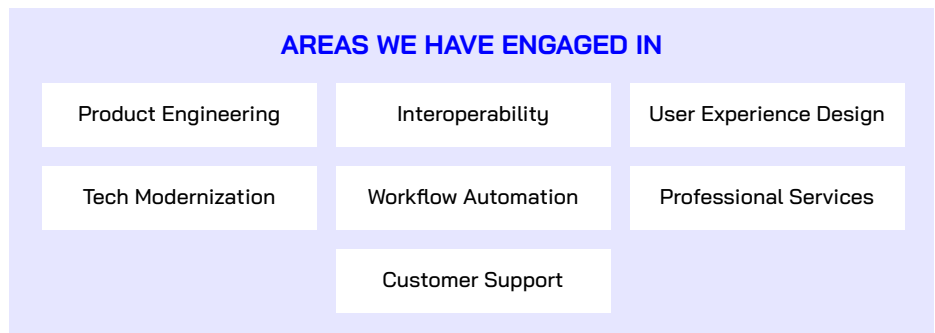 AREAS WE HAVE ENGAGED IN
Product Engineering
Interoperability
User Experience Design
Tech Modernization
Workflow Automation
Professional Services
Customer Support